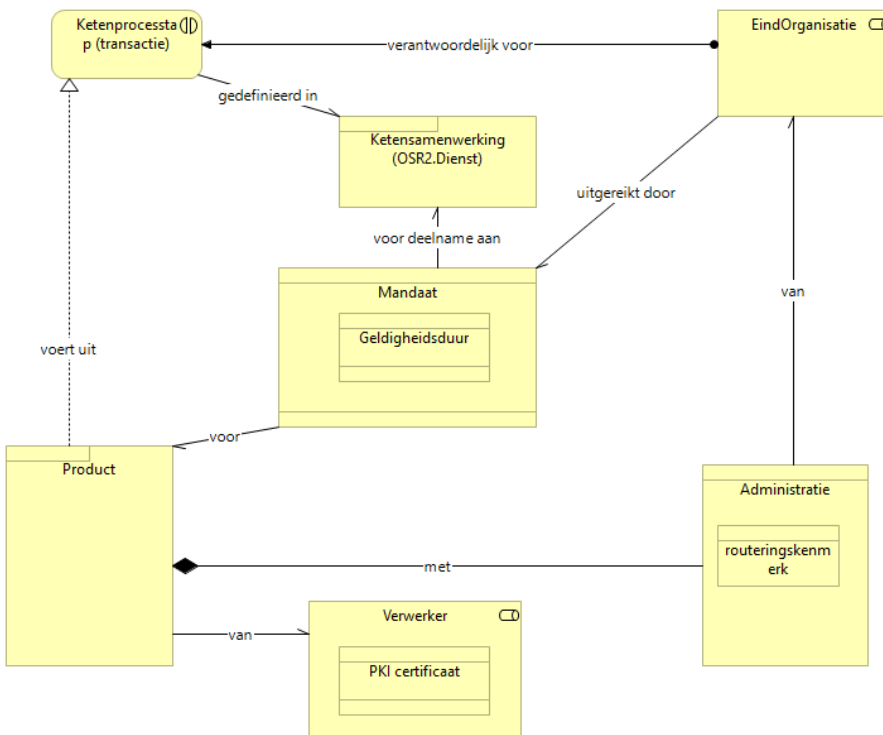 Ketenprocessta
p (transactie)
EindOrganisatie
verantwoordelijk voor
gedefinieerd in
Ketensamenwerking
(OSR2.Dienst)
uitgereikt door
voor deelname aan
Mandaat
van
Geldigheidsduur
voert uit
voor
Product
Administratie
routeringskenm
erk
met
Verwerker
van
PKI certificaat